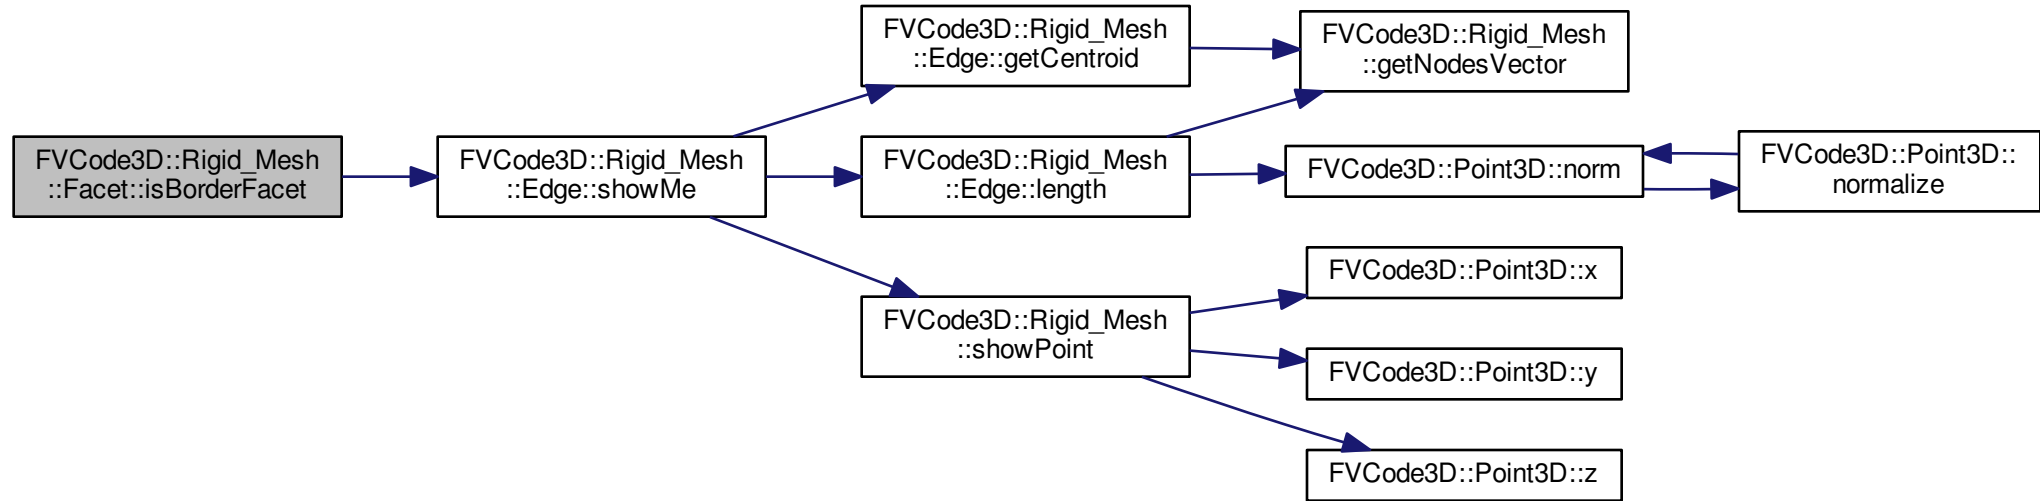 FVCode3D::Rigid_Mesh
::Facet::isBorderFacet
FVCode3D::Rigid_Mesh
::Edge::showMe
FVCode3D::Rigid_Mesh
::Edge::getCentroid
FVCode3D::Rigid_Mesh
::Edge::length
FVCode3D::Rigid_Mesh
::showPoint
FVCode3D::Rigid_Mesh
::getNodesVector
FVCode3D::Point3D::norm
FVCode3D::Point3D::x
FVCode3D::Point3D::y
FVCode3D::Point3D::z
FVCode3D::Point3D::
normalize